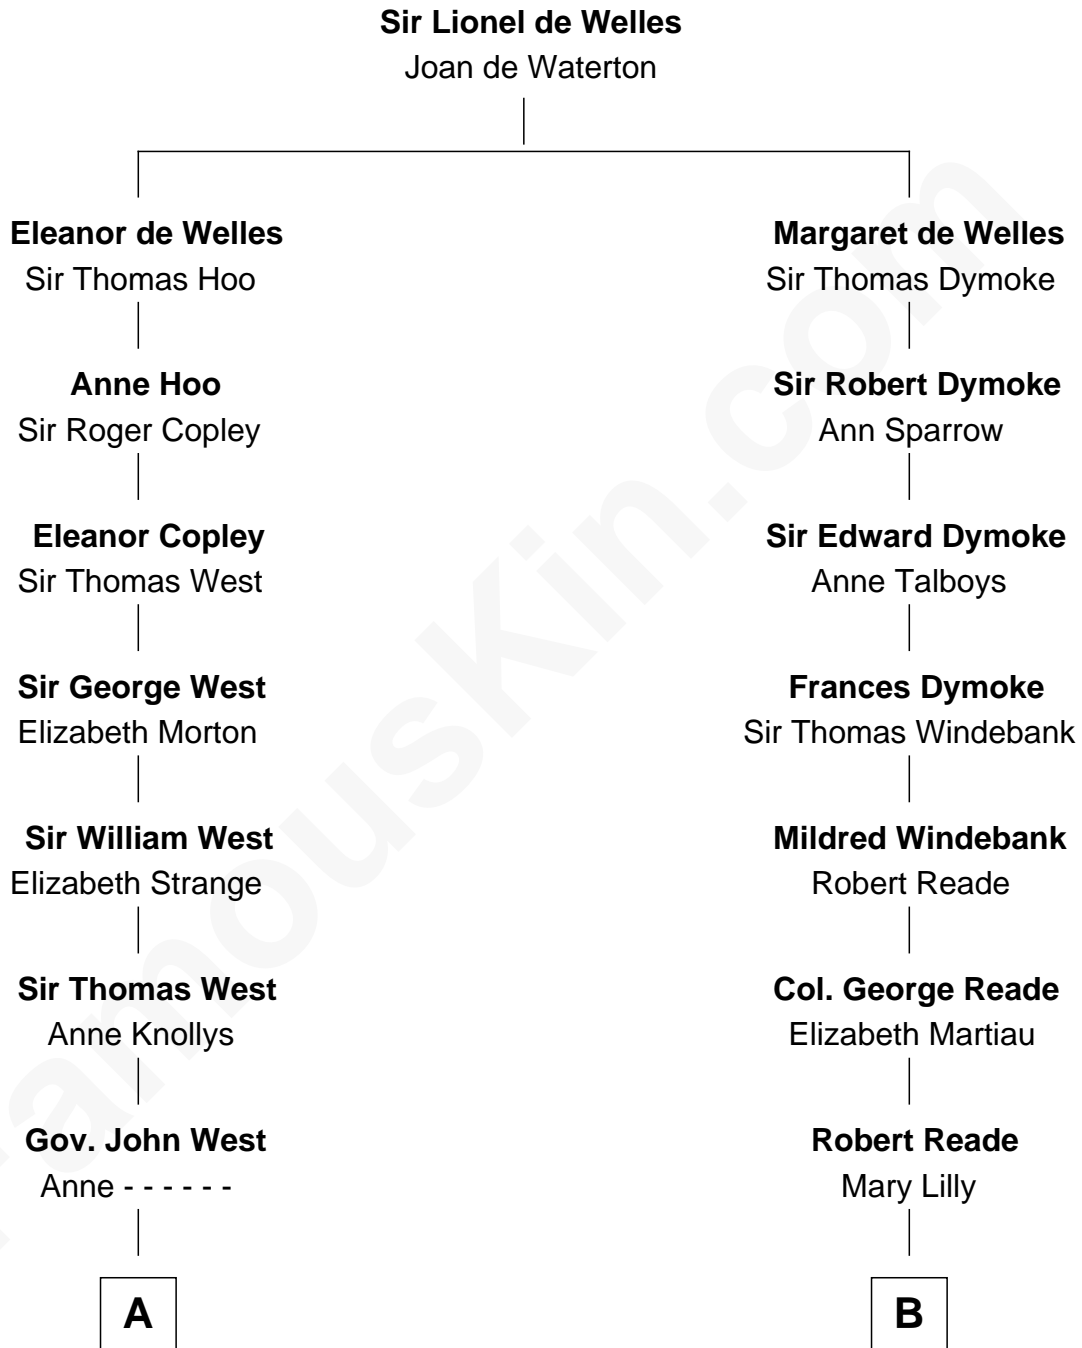 Sir Lionel de Welles
Joan de Waterton
Eleanor de Welles
Sir Thomas Hoo
Margaret de Welles
Sir Thomas Dymoke
Anne Hoo
Sir Roger Copley
Sir Robert Dymoke
Ann Sparrow
Eleanor Copley
Sir Thomas West
Sir Edward Dymoke
Anne Talboys
Sir George West
Elizabeth Morton
Frances Dymoke
Sir Thomas Windebank
Sir William West
Elizabeth Strange
Mildred Windebank
Robert Reade
Sir Thomas West
Anne Knollys
Col. George Reade
Elizabeth Martiau
Gov. John West
Anne - - - - - -
Robert Reade
Mary Lilly
A
B
FamousKin.com